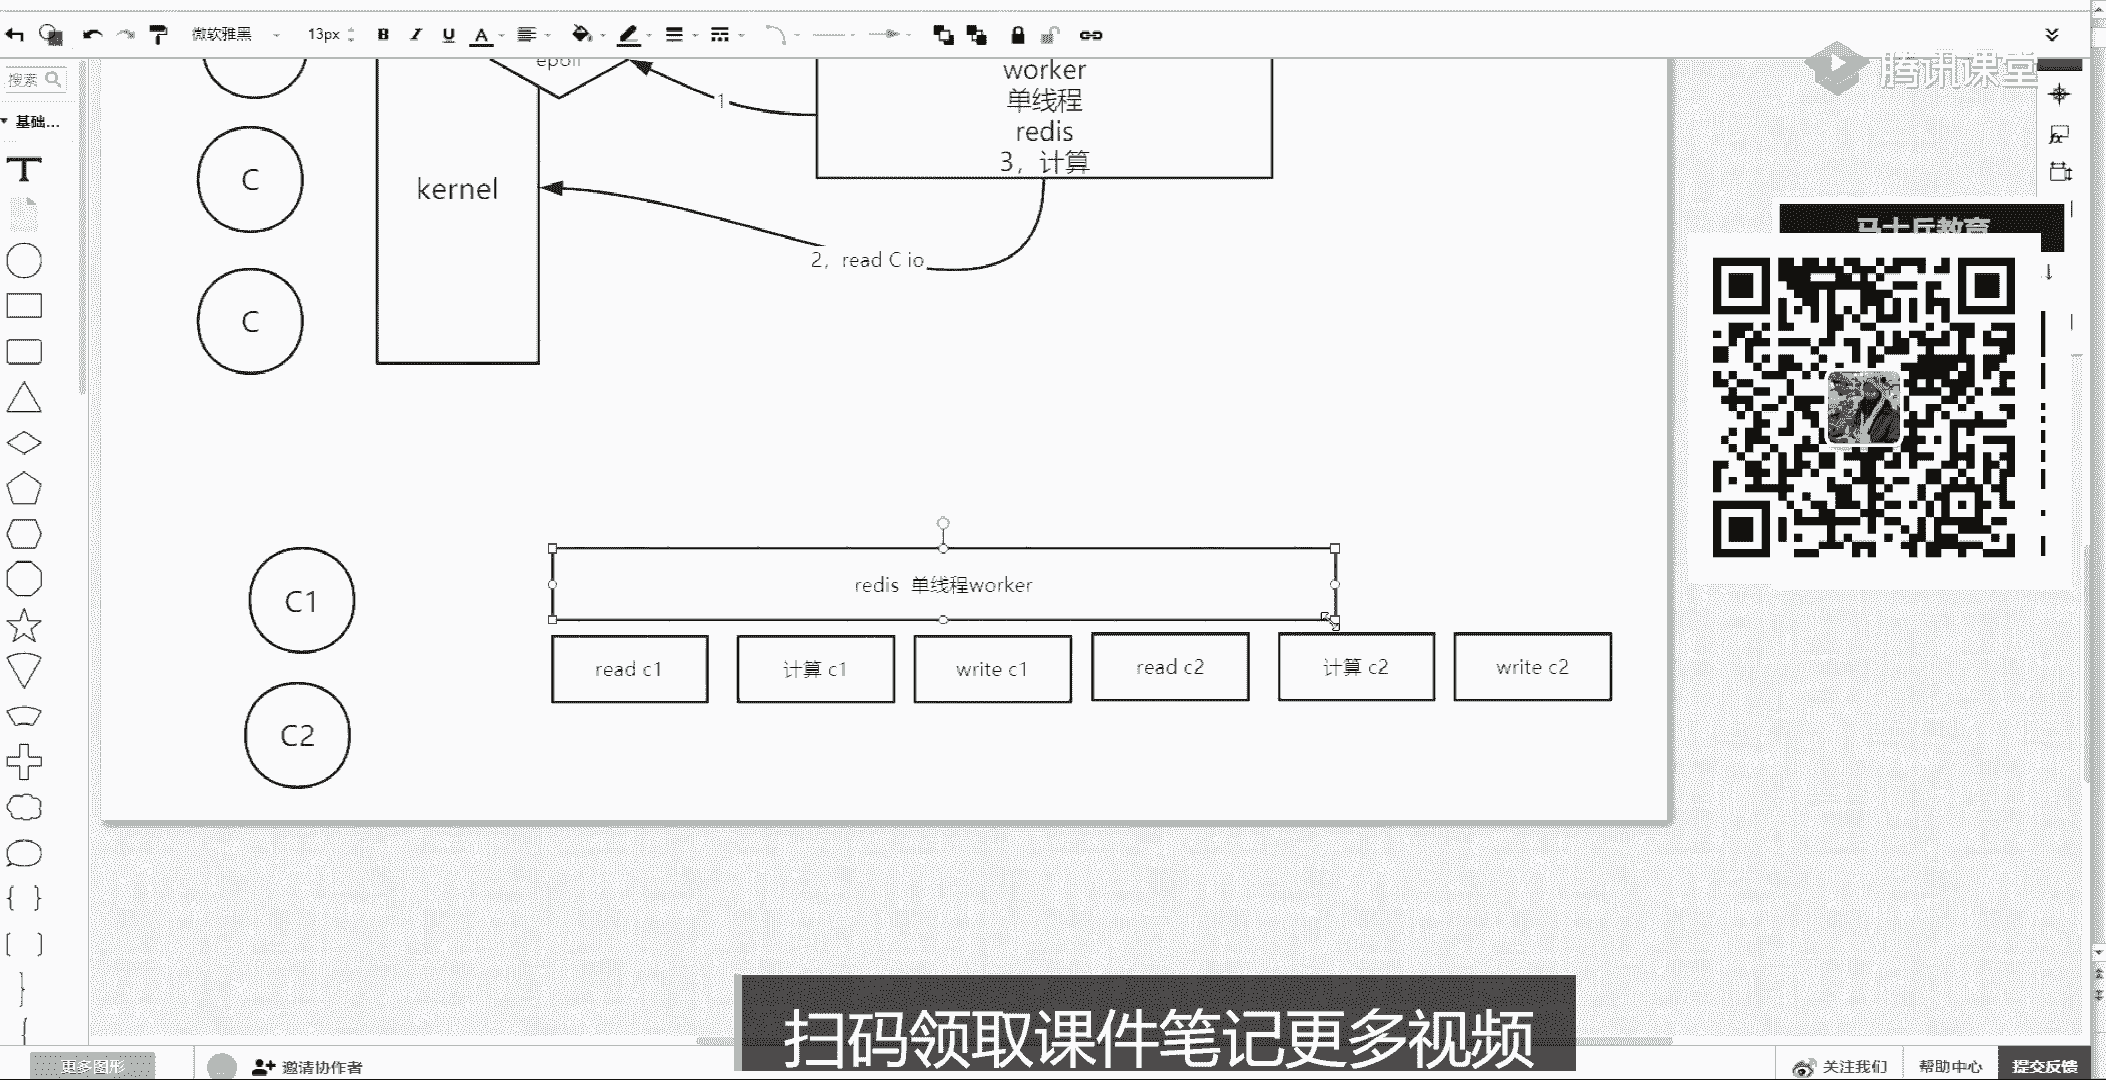 微软雅黑 13px B I U A
腾讯课堂
搜索
基础...
T
epoll
1
worker
单线程
redis
3，计算
C
kernel
2，read C io
C
马士兵教育
redis 单线程worker
C1
read c1 计算 c1 write c1 read c2 计算 c2 write c2
C2
扫码领取课件笔记更多视频
更多图形 邀请协作者 关注我们 帮助中心 提交反馈